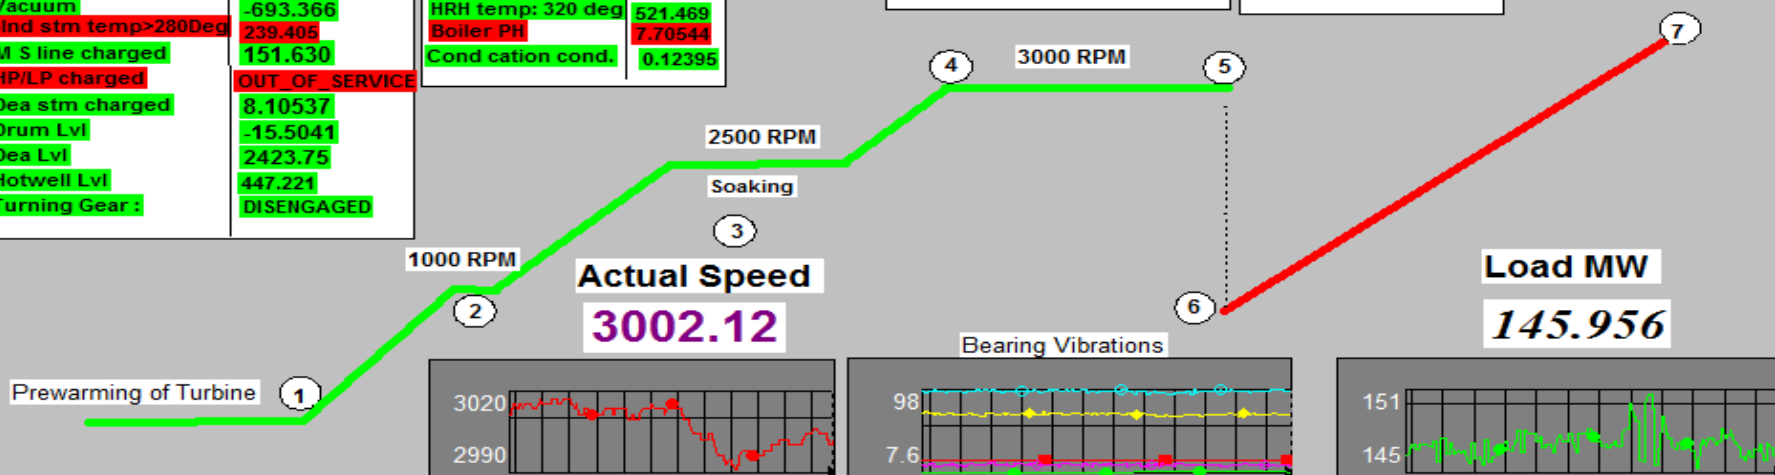 Vacuum -693.366
Ind stm temp>280Deg 239.405
M S line charged 151.630
HP/LP charged OUT_OF_SERVICE
Dea stm charged 8.10537
Drum Lvl -15.5041
Dea Lvl 2423.75
Hotwell Lvl 447.221
Turning Gear : DISENGAGED
HRH temp: 320 deg 521.469
Boiler PH 7.70544
Cond cation cond. 0.12395
7
4
3000 RPM
5
2500 RPM
Soaking
3
1000 RPM
2
Actual Speed
3002.12
6
Load MW
145.956
Prewarming of Turbine
1
Bearing Vibrations
3020
2990
98
7.6
151
145